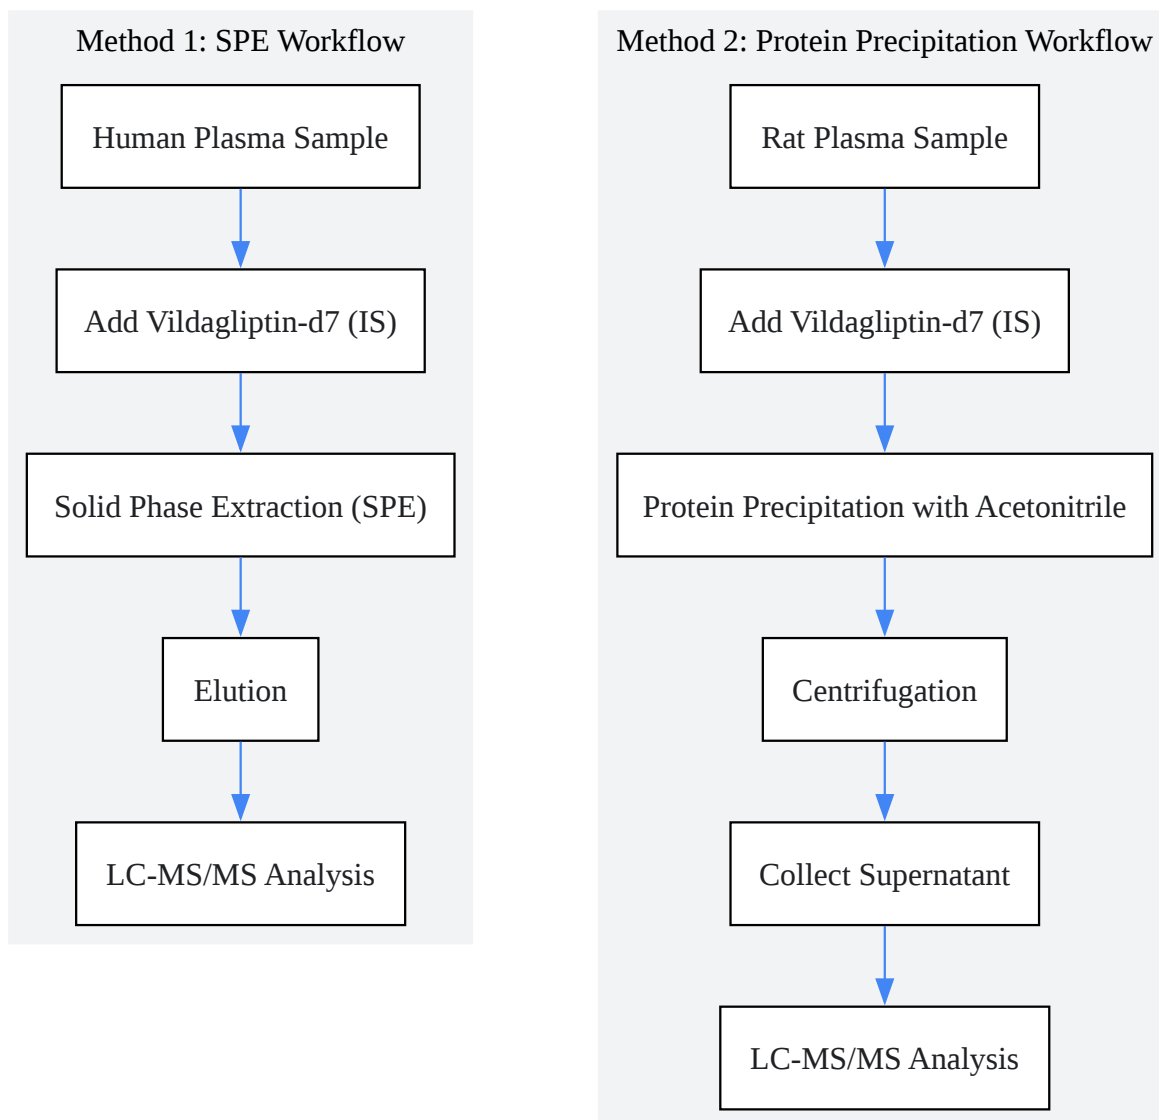 Method 1: SPE Workflow
Human Plasma Sample
Add Vildagliptin-d7 (IS)
Solid Phase Extraction (SPE)
Elution
LC-MS/MS Analysis
Method 2: Protein Precipitation Workflow
Rat Plasma Sample
Add Vildagliptin-d7 (IS)
Protein Precipitation with Acetonitrile
Centrifugation
Collect Supernatant
LC-MS/MS Analysis